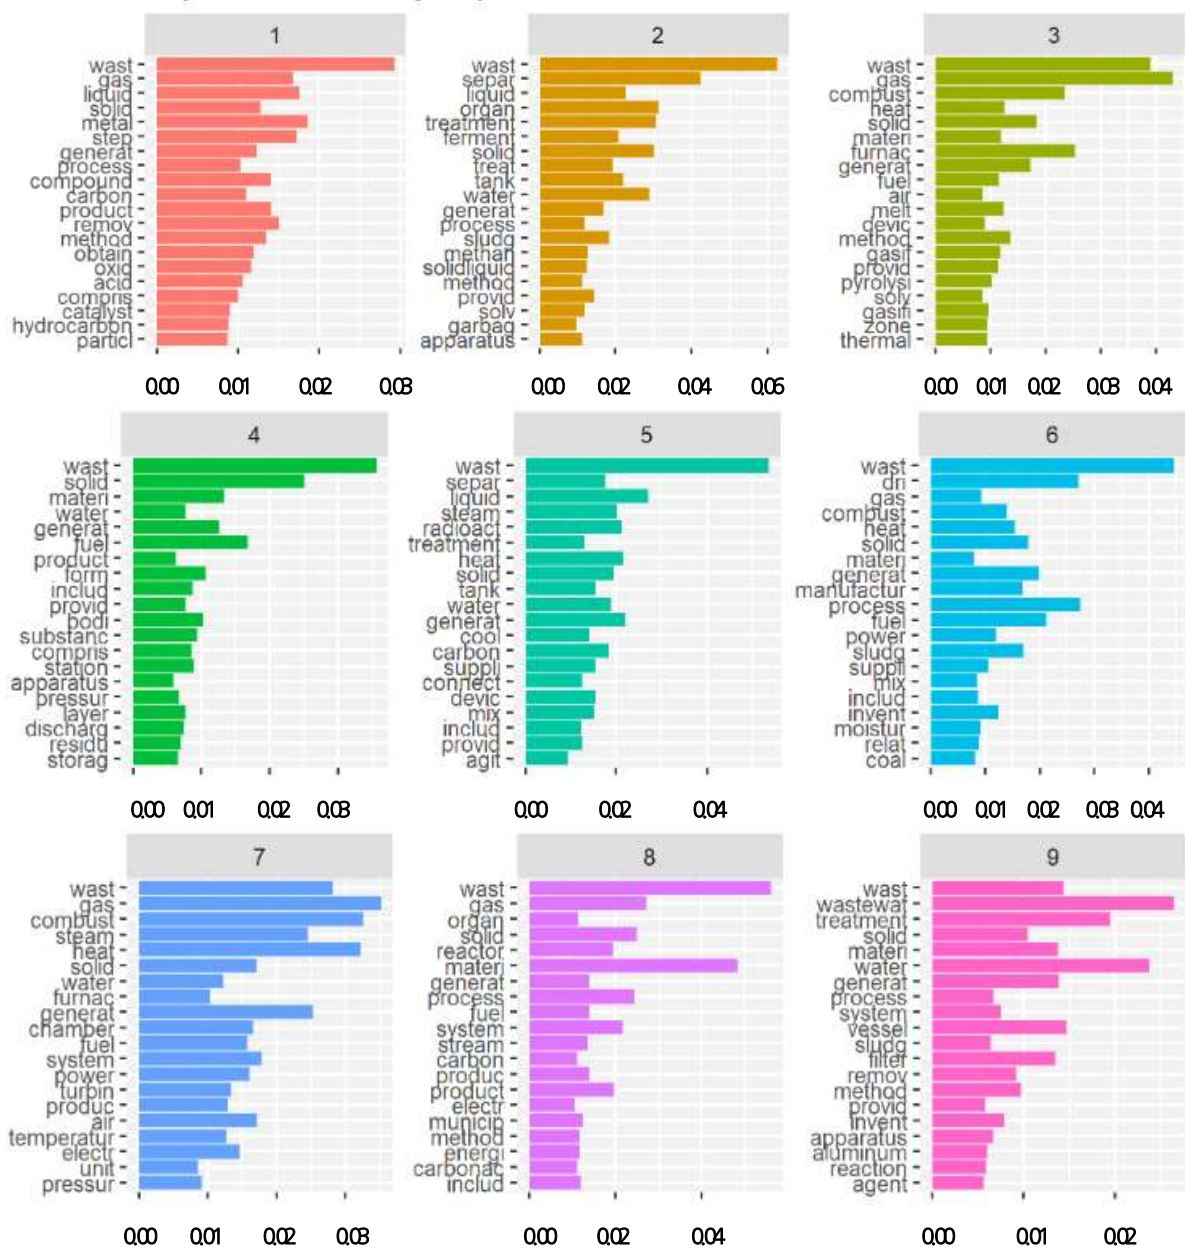 1 2 3
wast
gas
liquid
solid
metal
step
generat
process
compound
carbon
product
remov
method
obtain
oxid
acid
compris
catalyst
hydrocarbon
particl
0.00 0.01 0.02 0.03
wast
separ
liquid
organ
treatment
ferment
solid
treat
tank
water
generat
process
sludg
methan
solidliquid
method
provid
solv
garbag
apparatus
0.00 0.02 0.04 0.06
wast
gas
combust
heat
solid
materi
furnac
generat
fuel
air
melt
devic
method
gasif
provid
pyrolysi
solv
gasifi
zone
thermal
0.00 0.01 0.02 0.03 0.04
4 5 6
wast
solid
materi
water
generat
fuel
product
form
includ
provid
bodi
substanc
compris
station
apparatus
pressur
layer
discharg
residu
storag
0.00 0.01 0.02 0.03
wast
separ
liquid
steam
radioact
treatment
heat
solid
tank
water
generat
cool
carbon
suppli
connect
devic
mix
includ
provid
agit
0.00 0.02 0.04
wast
dri
gas
combust
heat
solid
materi
generat
manufactur
process
fuel
power
sludg
suppli
mix
includ
invent
moistur
relat
coal
0.00 0.01 0.02 0.03 0.04
7 8 9
wast
gas
combust
steam
heat
solid
water
furnac
generat
chamber
fuel
system
power
turbin
produc
air
temperatur
electr
unit
pressur
0.00 0.01 0.02 0.03
wast
gas
organ
solid
reactor
materi
generat
process
fuel
system
stream
carbon
produc
product
electr
municip
method
energi
carbonac
includ
0.00 0.02 0.04
wast
wastewat
treatment
solid
materi
water
generat
process
system
vessel
sludg
filter
remov
method
provid
invent
apparatus
aluminum
reaction
agent
0.00 0.01 0.02